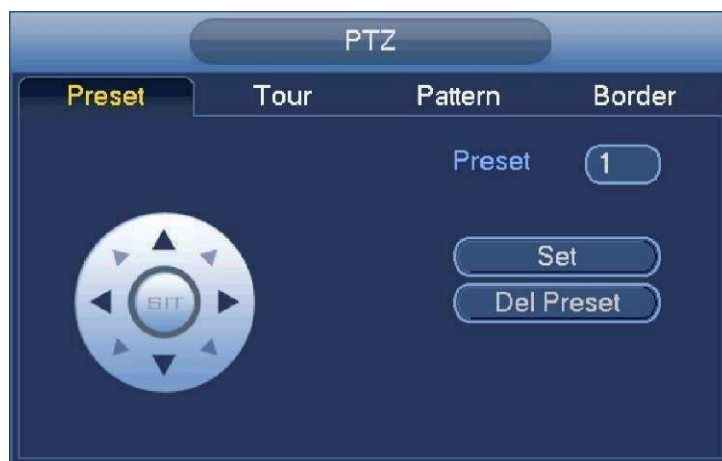 PTZ
Preset Tour Pattern Border
Preset 1
SIT
Set
Del Preset